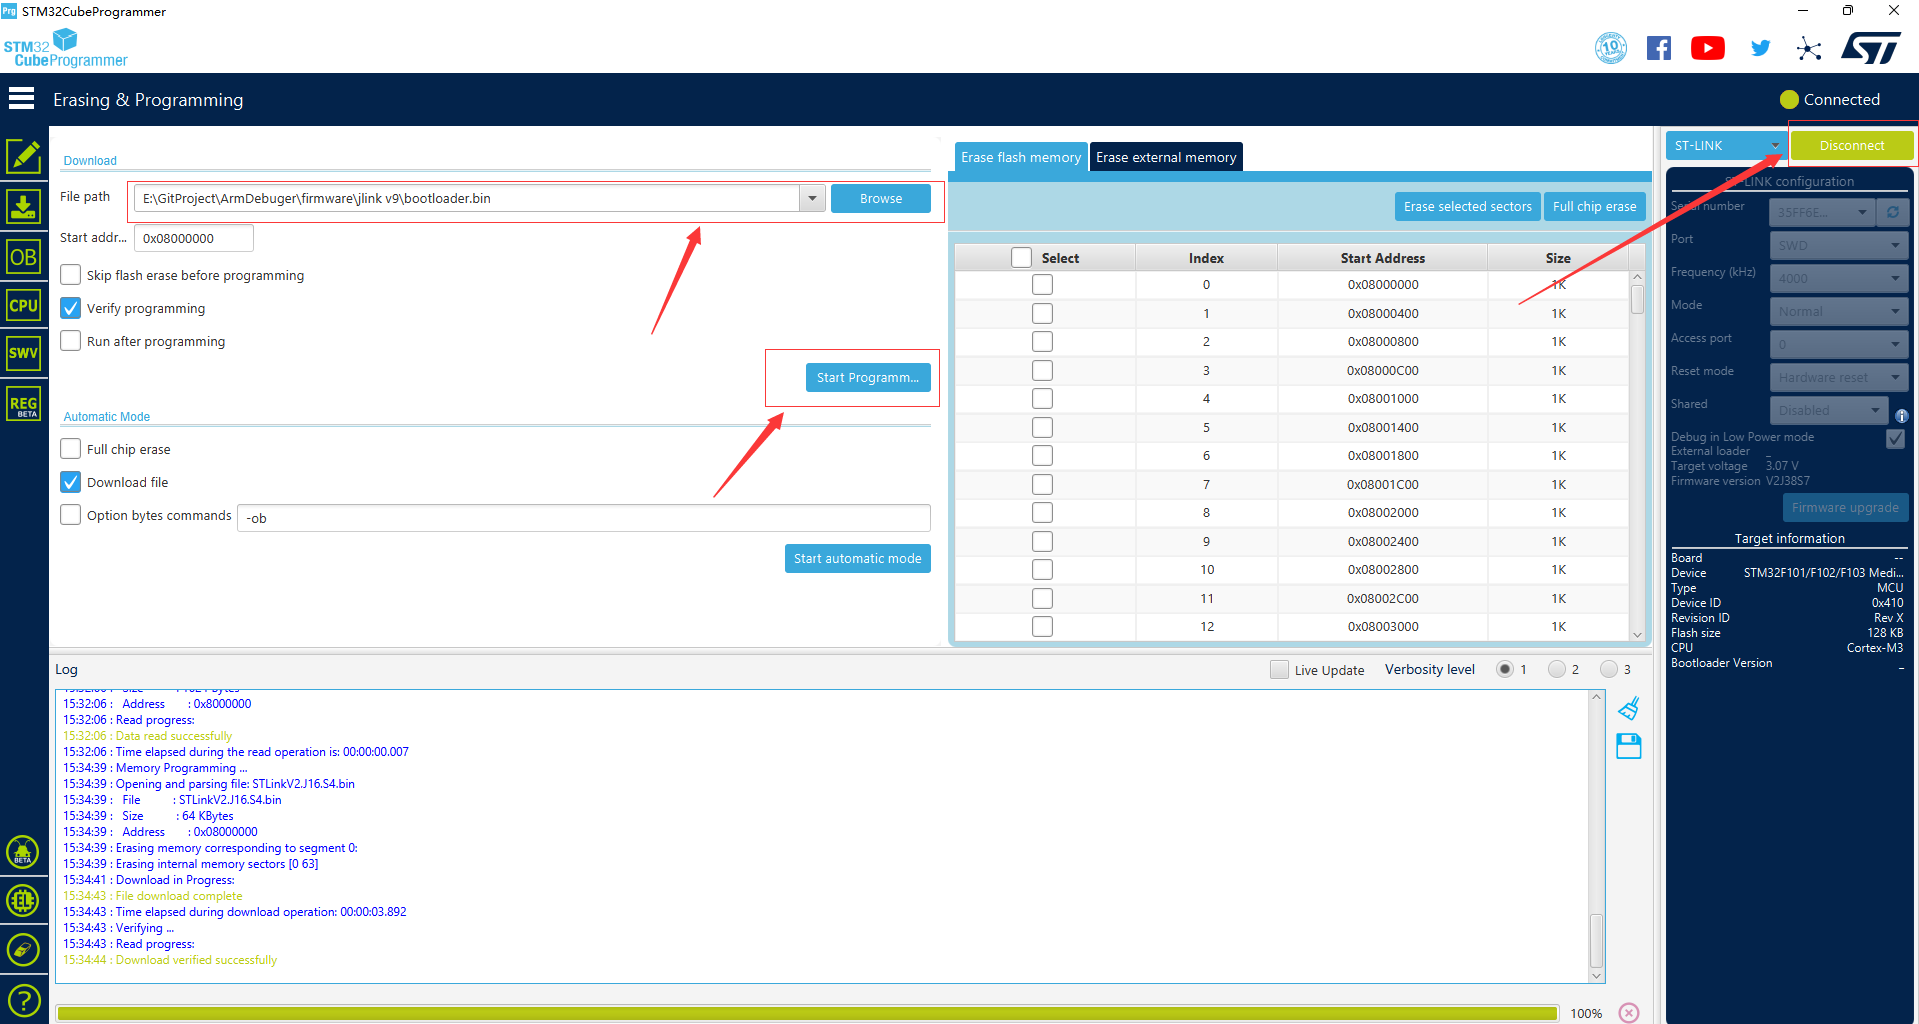 Prg STM32CubeProgrammer
STM32
CubeProgrammer
10
Erasing & Programming
Connected
Download
File path
E:\GitProject\ArmDebuger\firmware\jlink v9\bootloader.bin
Browse
Start addr...
0x08000000
Skip flash erase before programming
Verify programming
Run after programming
Start Programm...
Automatic Mode
Full chip erase
Download file
Option bytes commands
-ob
Start automatic mode
OB
CPU
SWV
REG
BETA
BETA
EL
?
Erase flash memory
Erase external memory
Erase selected sectors
Full chip erase
Select Index Start Address Size
0 0x08000000 1K
1 0x08000400 1K
2 0x08000800 1K
3 0x08000C00 1K
4 0x08001000 1K
5 0x08001400 1K
6 0x08001800 1K
7 0x08001C00 1K
8 0x08002000 1K
9 0x08002400 1K
10 0x08002800 1K
11 0x08002C00 1K
12 0x08003000 1K
ST-LINK
Disconnect
ST-LINK configuration
Serial number 35FF6E...
Port SWD
Frequency (kHz) 4000
Mode Normal
Access port 0
Reset mode Hardware reset
Shared Disabled
Debug in Low Power mode
External loader _
Target voltage 3.07 V
Firmware version V2J38S7
Firmware upgrade
Target information
Board --
Device STM32F101/F102/F103 Medi...
Type MCU
Device ID 0x410
Revision ID Rev X
Flash size 128 KB
CPU Cortex-M3
Bootloader Version _
Log
Live Update
Verbosity level
1
2
3
15:32:06 : Size : 1024 Bytes
15:32:06 : Address : 0x8000000
15:32:06 : Read progress:
15:32:06 : Data read successfully
15:32:06 : Time elapsed during the read operation is: 00:00:00.007
15:34:39 : Memory Programming ...
15:34:39 : Opening and parsing file: STLinkV2.J16.S4.bin
15:34:39 : File : STLinkV2.J16.S4.bin
15:34:39 : Size : 64 KBytes
15:34:39 : Address : 0x08000000
15:34:39 : Erasing memory corresponding to segment 0:
15:34:39 : Erasing internal memory sectors [0 63]
15:34:41 : Download in Progress:
15:34:43 : File download complete
15:34:43 : Time elapsed during download operation: 00:00:03.892
15:34:43 : Verifying ...
15:34:43 : Read progress:
15:34:44 : Download verified successfully
100%